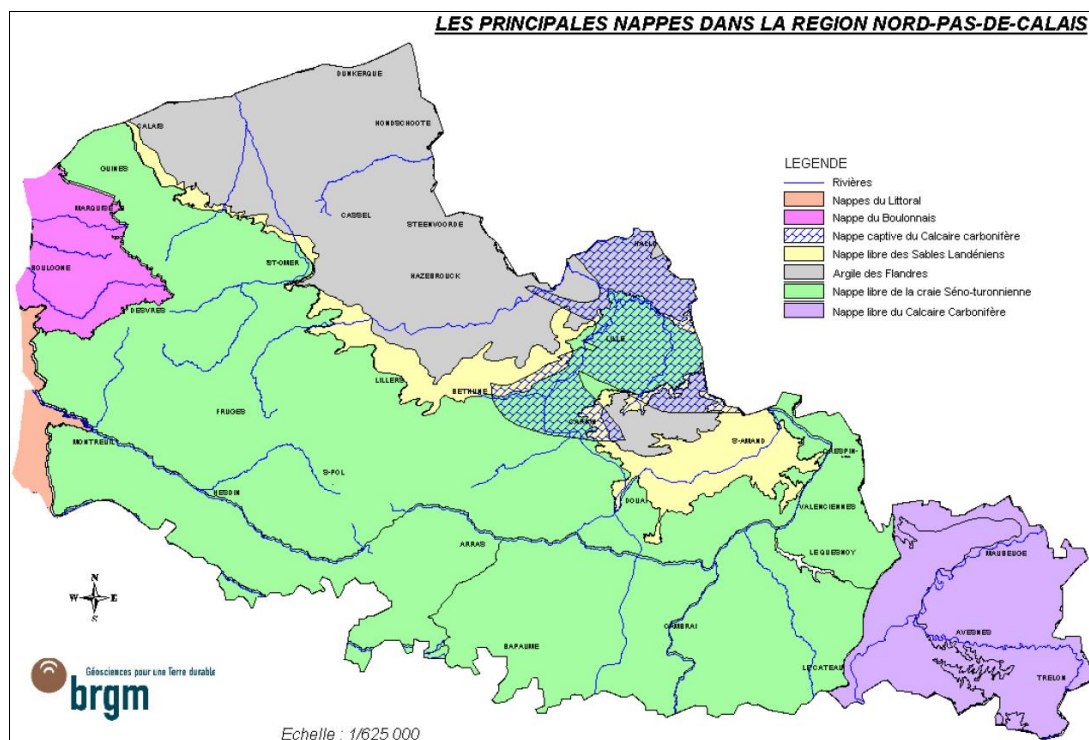 LES PRINCIPALES NAPPES DANS LA REGION NORD-PAS-DE-CALAIS
DUNKERQUE
HONDSCHOOTE
CALAIS
GUINES
LEGENDE
Rivières
Nappes du Littoral
Nappe du Boulonnais
Nappe captive du Calcaire carbonifère
Nappe libre des Sables Landéniens
Argile des Flandres
Nappe libre de la craie Séno-turonnienne
Nappe libre du Calcaire Carbonifère
CASSEL
STEENVOORDE
ST-OMER
BOULOGNE
HAZEBROUCK
DESVRES
LILLE
LILLERS
BETHUNE
FRUGES
MONTREUIL
S-AMAND
S-POL
HESDIN
DOUAI
VALENCIENNES
ARRAS
LE QUESNOY
MAUBEUGE
N
W E
S
CAMBRAI
AVESNES
BAPAUME
LE CATEAU
TRELON
Géosciences pour une Terre durable
brgm
Echelle : 1/625 000